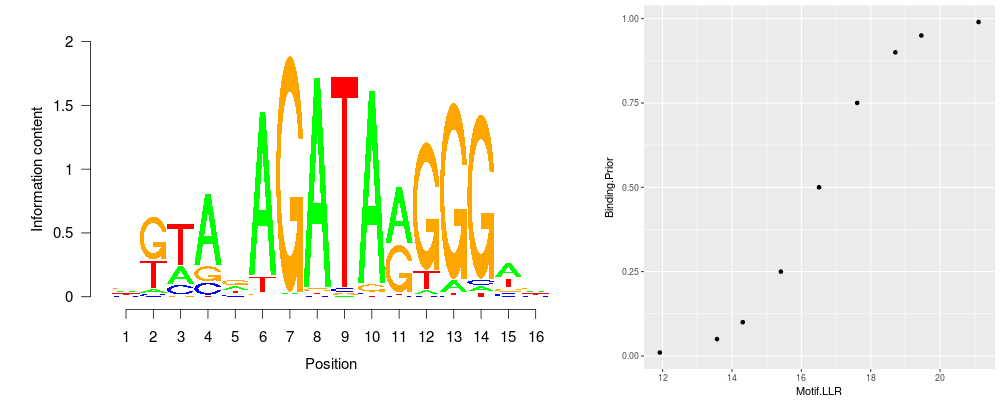 Information content
2
1.5
1
0.5
0
G T A A G A T A A G G G A
T A G G T
C C T G
1 2 3 4 5 6 7 8 9 10 11 12 13 14 15 16
Position
Binding.Prior
1.00
0.75
0.50
0.25
0.00
12 14 16 18 20
Motif.LLR